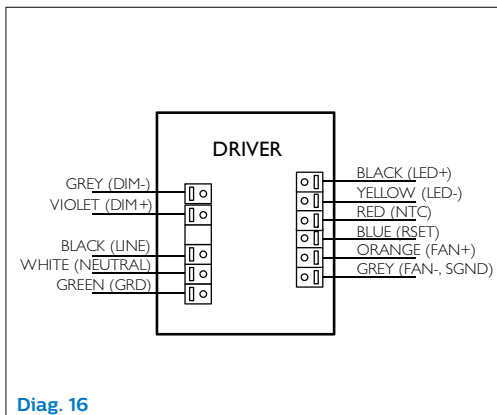 DRIVER
GREY (DIM-)
VIOLET (DIM+)
BLACK (LINE)
WHITE (NEUTRAL)
GREEN (GRD)
BLACK (LED+)
YELLOW (LED-)
RED (NTC)
BLUE (RSET)
ORANGE (FAN+)
GREY (FAN-, SGND)
Diag. 16